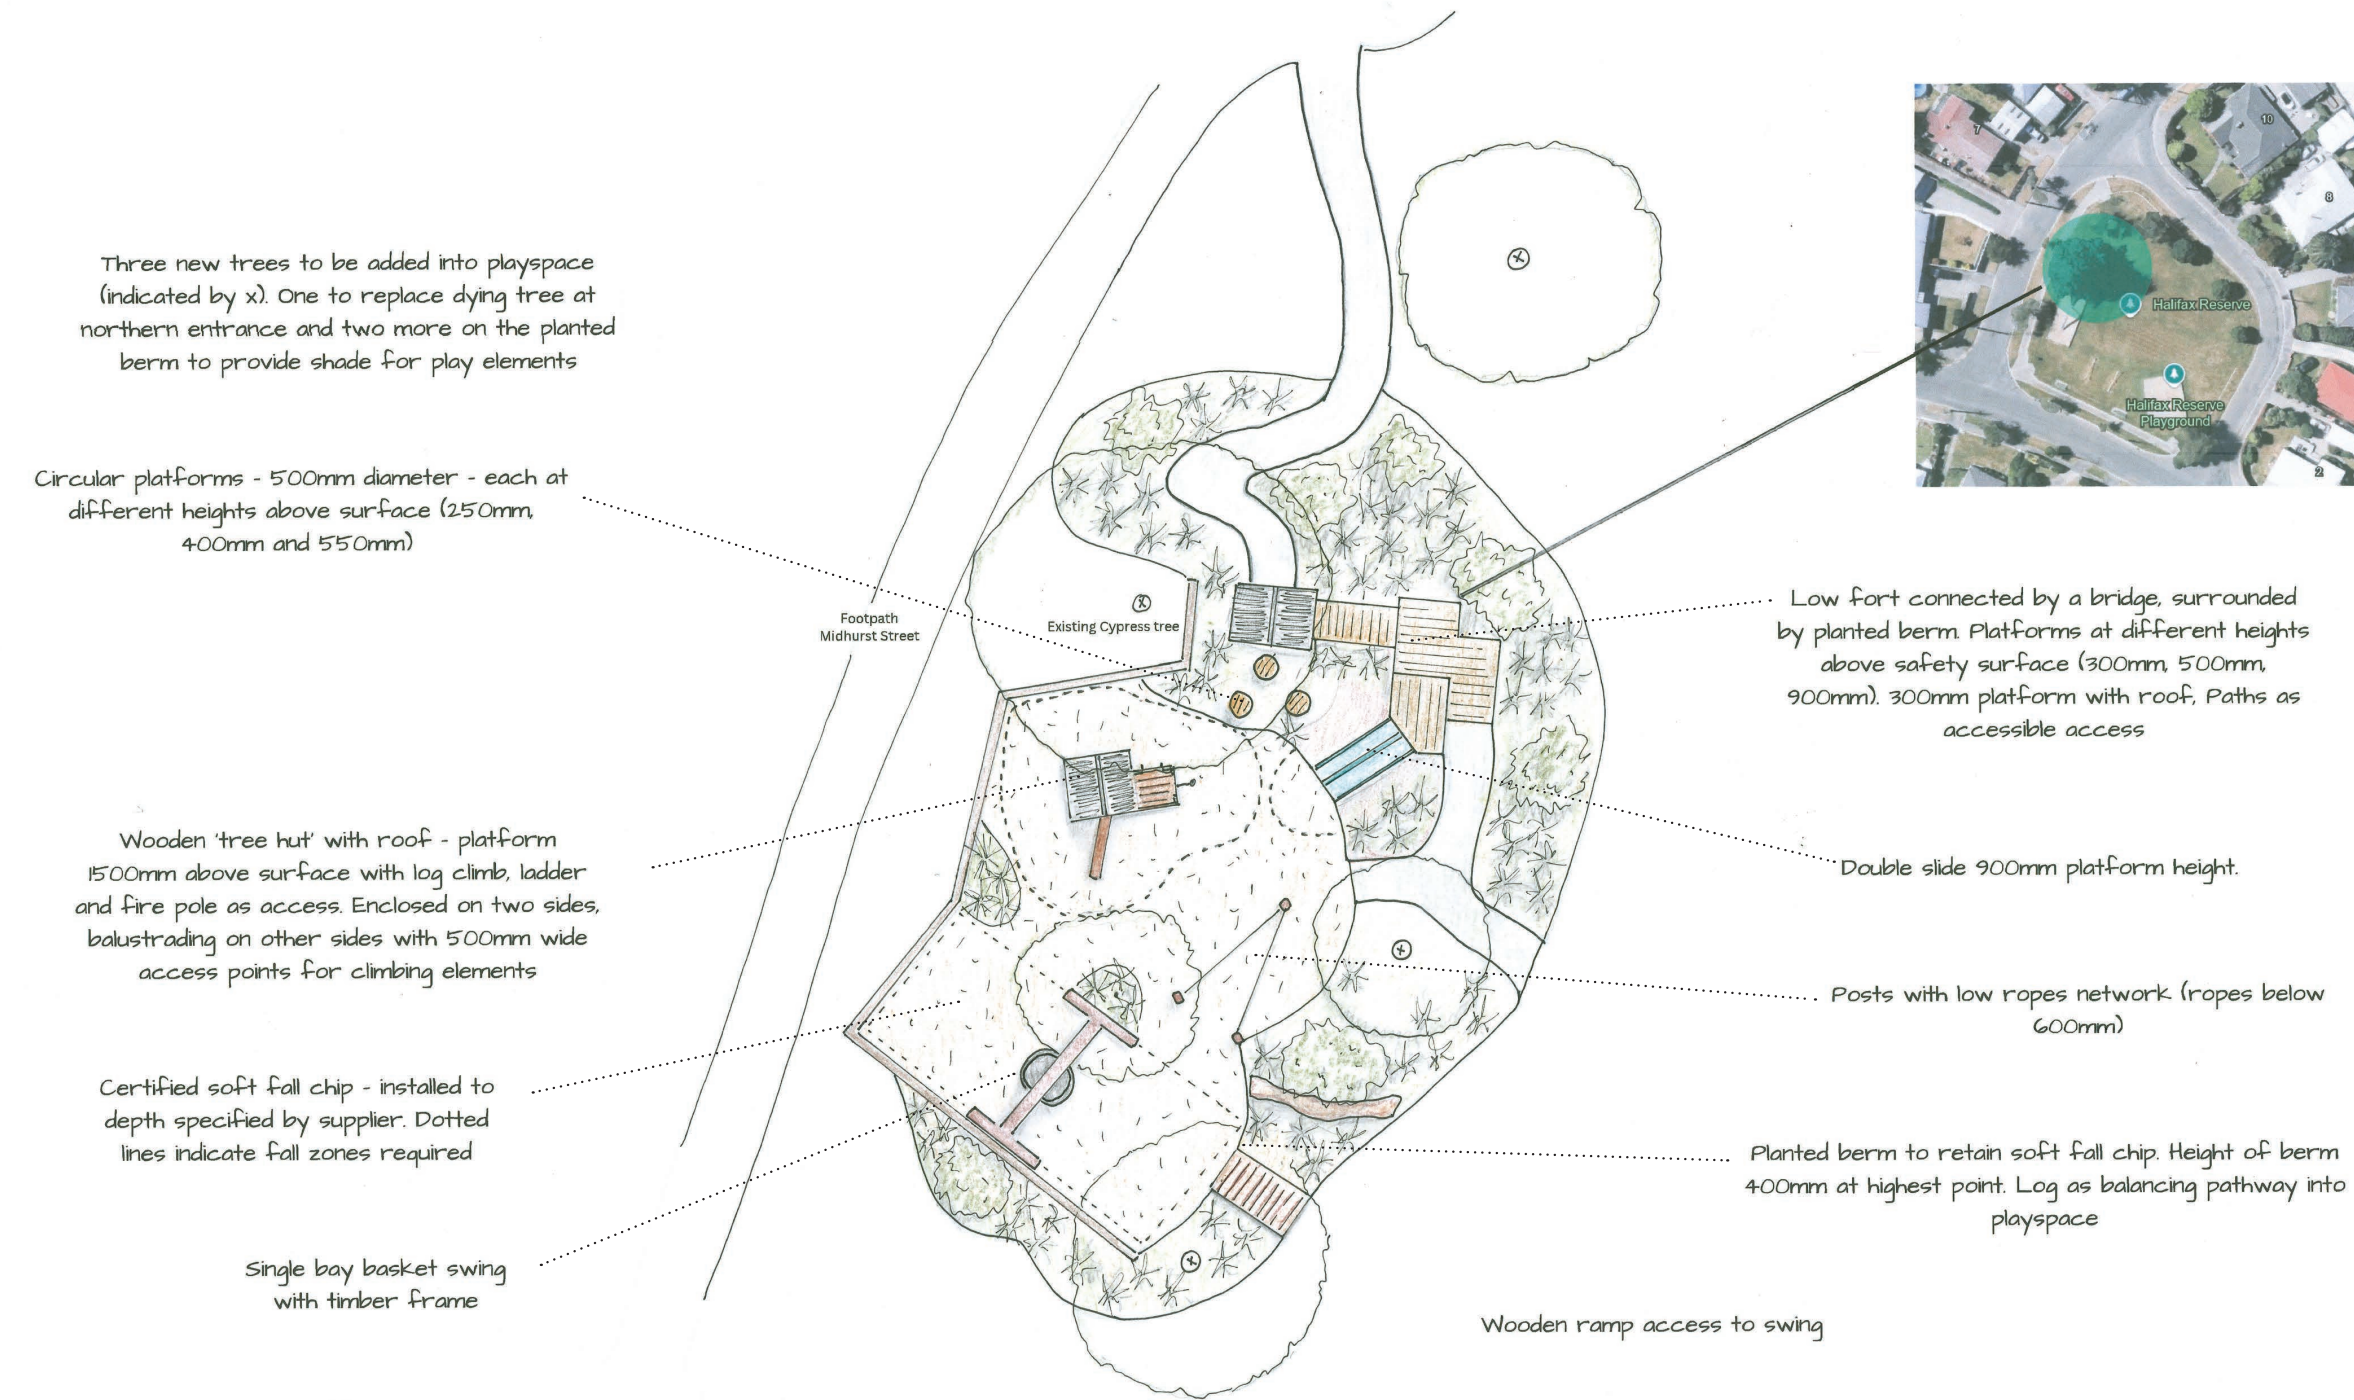 Three new trees to be added into playspace
(indicated by x). One to replace dying tree at
northern entrance and two more on the planted
berm to provide shade for play elements
Circular platforms - 500mm diameter - each at
different heights above surface (250mm,
400mm and 550mm)
Wooden 'tree hut' with roof - platform
1500mm above surface with log climb, ladder
and fire pole as access. Enclosed on two sides,
balustrading on other sides with 500mm wide
access points for climbing elements
Certified soft fall chip - installed to
depth specified by supplier. Dotted
lines indicate fall zones required
Single bay basket swing
with timber frame
Footpath
Midhurst Street
Existing Cypress tree
7
10
8
Halifax Reserve
Halifax Reserve
Playground
2
Low fort connected by a bridge, surrounded
by planted berm. Platforms at different heights
above safety surface (300mm, 500mm,
900mm). 300mm platform with roof, Paths as
accessible access
Double slide 900mm platform height.
Posts with low ropes network (ropes below
600mm)
Planted berm to retain soft fall chip. Height of berm
400mm at highest point. Log as balancing pathway into
playspace
Wooden ramp access to swing